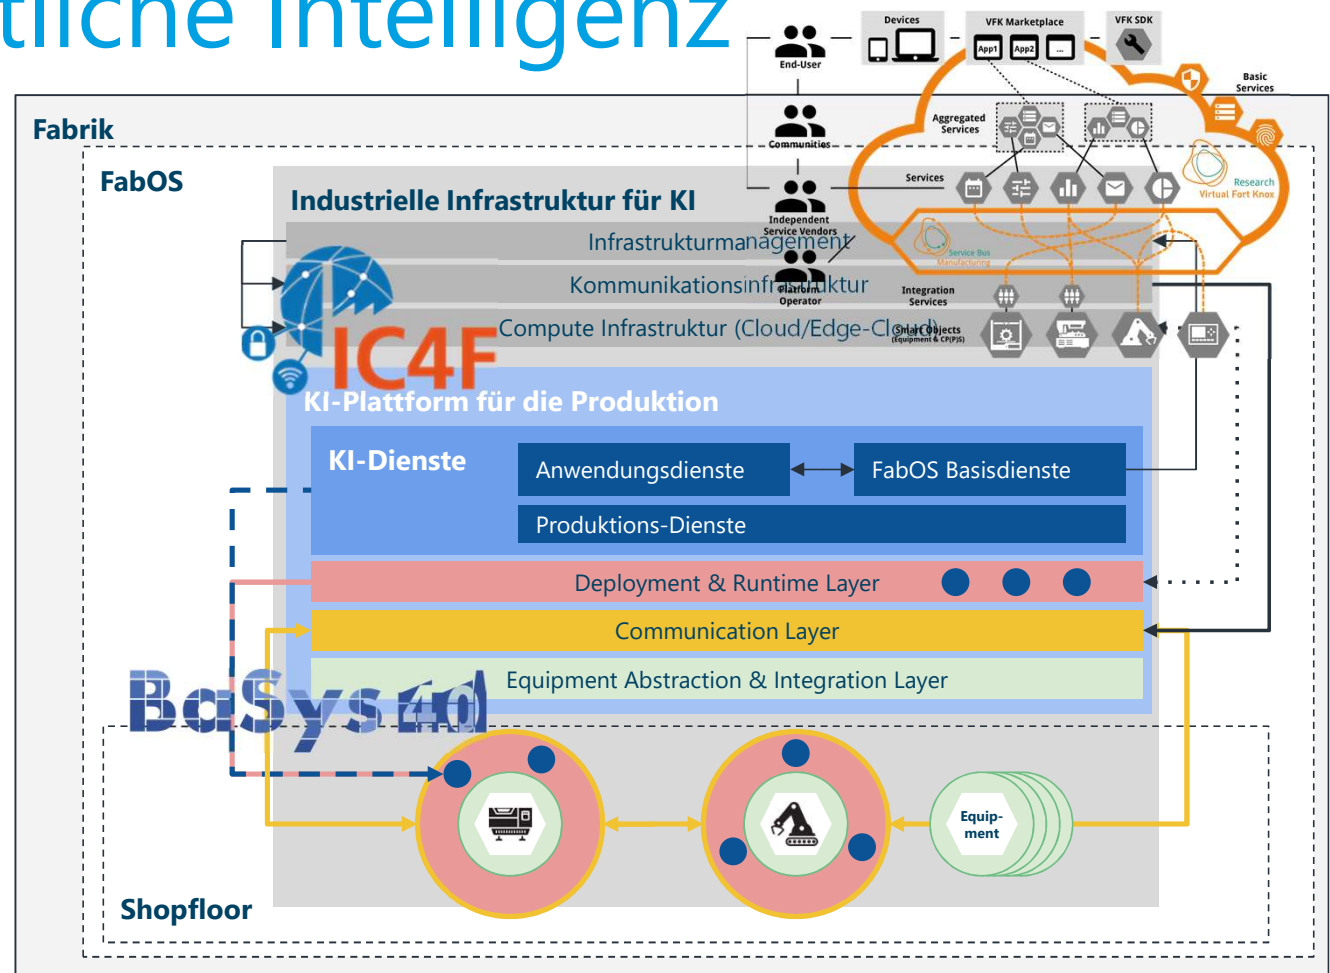 tliche Intelligenz
Devices
VFK Marketplace
VFK SDK
App1
App2
...
End-User
Basic
Services
Fabrik
Aggregated
Services
Communities
FabOS
Services
Research
Virtual Fort Knox
Industrielle Infrastruktur für KI
Independent
Service Vendors
Infrastrukturmanagement
Service Bus
Manufacturing
Kommunikationsinfrastruktur
Platform
Operator
Integration
Services
Compute Infrastruktur (Cloud/Edge-Cloud)
Smart Objects
(Equipment & CP(P)S)
IC4F
KI-Plattform für die Produktion
KI-Dienste
Anwendungsdienste
FabOS Basisdienste
Produktions-Dienste
Deployment & Runtime Layer
Communication Layer
Equipment Abstraction & Integration Layer
BaSys 4.0
Equip-
ment
Shopfloor